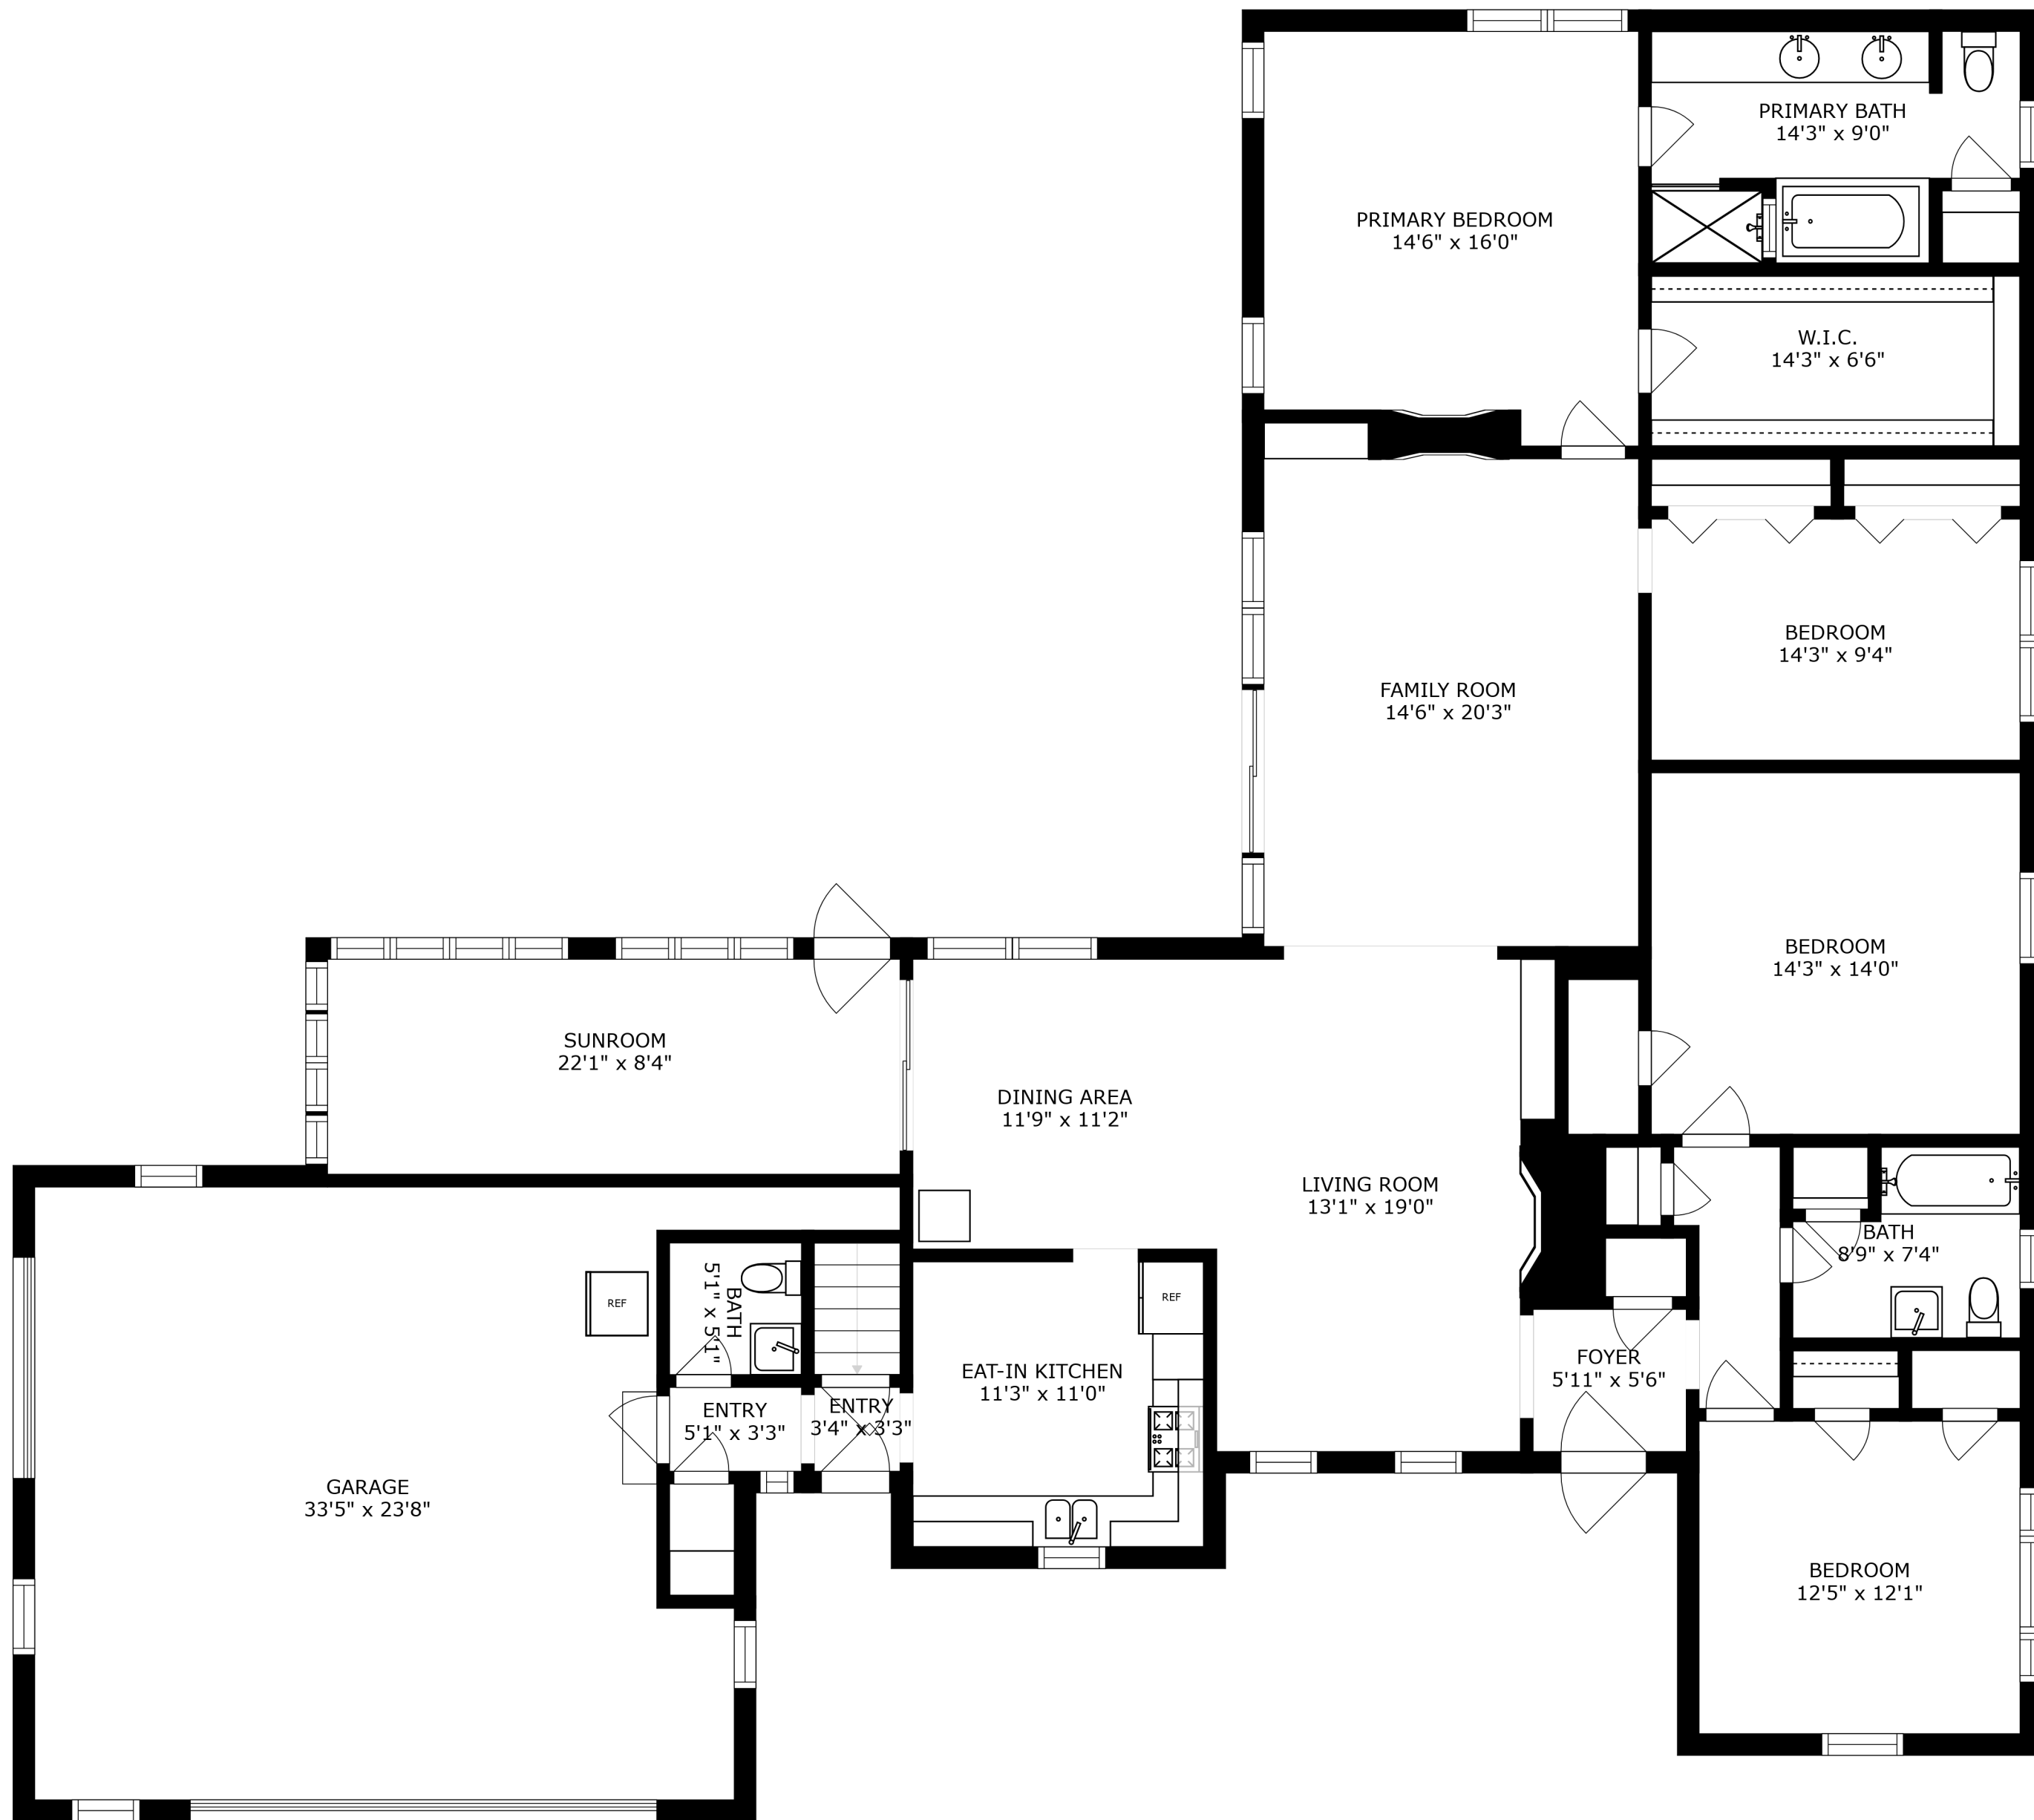 PRIMARY BATH
14'3" x 9'0"
PRIMARY BEDROOM
14'6" x 16'0"
W.I.C.
14'3" x 6'6"
BEDROOM
14'3" x 9'4"
FAMILY ROOM
14'6" x 20'3"
BEDROOM
14'3" x 14'0"
SUNROOM
22'1" x 8'4"
DINING AREA
11'9" x 11'2"
LIVING ROOM
13'1" x 19'0"
BATH
8'9" x 7'4"
REF
BATH
5'1" x 5'1"
REF
EAT-IN KITCHEN
11'3" x 11'0"
FOYER
5'11" x 5'6"
ENTRY
5'1" x 3'3"
ENTRY
3'4" x 3'3"
GARAGE
33'5" x 23'8"
BEDROOM
12'5" x 12'1"